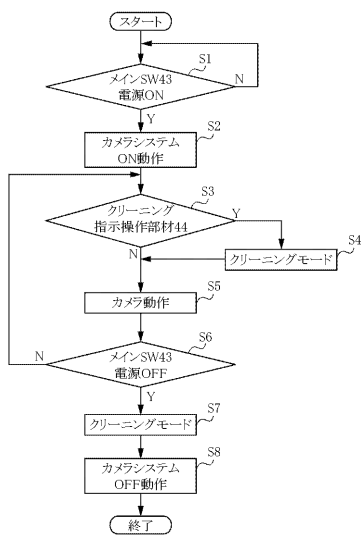 スタート
S1
メインSW43
電源ON
N
Y
S2
カメラシステム
ON動作
S3
クリーニング
指示操作部材44
Y
N
S4
クリーニングモード
S5
カメラ動作
S6
メインSW43
電源OFF
N
Y
S7
クリーニングモード
S8
カメラシステム
OFF動作
終了